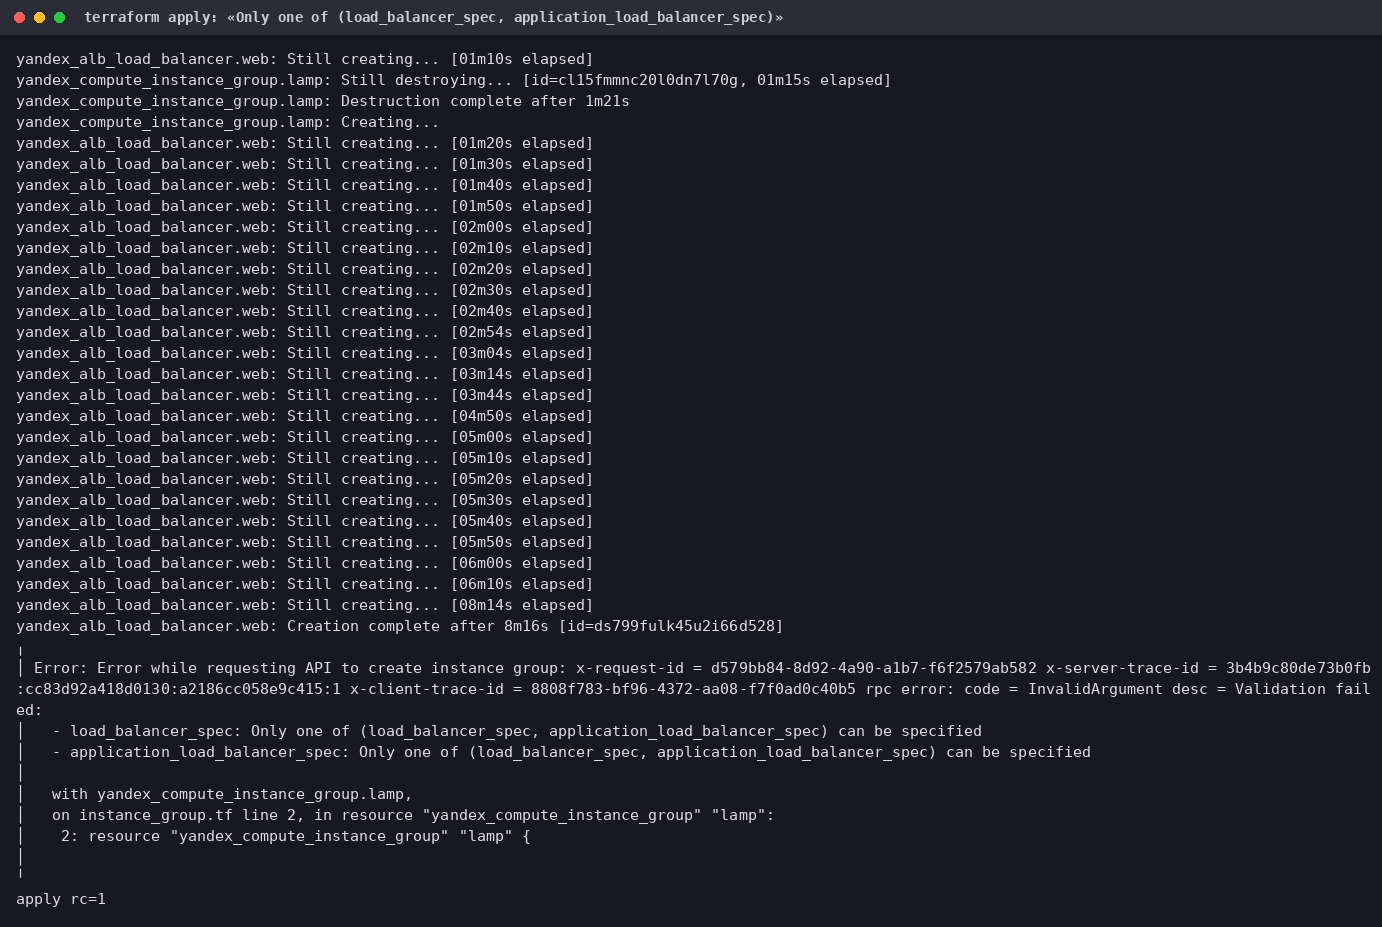 terraform apply: «Only one of (load_balancer_spec, application_load_balancer_spec)»
yandex_alb_load_balancer.web: Still creating... [01m10s elapsed]
yandex_compute_instance_group.lamp: Still destroying... [id=cl15fmmnc20l0dn7l70g, 01m15s elapsed]
yandex_compute_instance_group.lamp: Destruction complete after 1m21s
yandex_compute_instance_group.lamp: Creating...
yandex_alb_load_balancer.web: Still creating... [01m20s elapsed]
yandex_alb_load_balancer.web: Still creating... [01m30s elapsed]
yandex_alb_load_balancer.web: Still creating... [01m40s elapsed]
yandex_alb_load_balancer.web: Still creating... [01m50s elapsed]
yandex_alb_load_balancer.web: Still creating... [02m00s elapsed]
yandex_alb_load_balancer.web: Still creating... [02m10s elapsed]
yandex_alb_load_balancer.web: Still creating... [02m20s elapsed]
yandex_alb_load_balancer.web: Still creating... [02m30s elapsed]
yandex_alb_load_balancer.web: Still creating... [02m40s elapsed]
yandex_alb_load_balancer.web: Still creating... [02m54s elapsed]
yandex_alb_load_balancer.web: Still creating... [03m04s elapsed]
yandex_alb_load_balancer.web: Still creating... [03m14s elapsed]
yandex_alb_load_balancer.web: Still creating... [03m44s elapsed]
yandex_alb_load_balancer.web: Still creating... [04m50s elapsed]
yandex_alb_load_balancer.web: Still creating... [05m00s elapsed]
yandex_alb_load_balancer.web: Still creating... [05m10s elapsed]
yandex_alb_load_balancer.web: Still creating... [05m20s elapsed]
yandex_alb_load_balancer.web: Still creating... [05m30s elapsed]
yandex_alb_load_balancer.web: Still creating... [05m40s elapsed]
yandex_alb_load_balancer.web: Still creating... [05m50s elapsed]
yandex_alb_load_balancer.web: Still creating... [06m00s elapsed]
yandex_alb_load_balancer.web: Still creating... [06m10s elapsed]
yandex_alb_load_balancer.web: Still creating... [08m14s elapsed]
yandex_alb_load_balancer.web: Creation complete after 8m16s [id=ds799fulk45u2i66d528]
╷
│ Error: Error while requesting API to create instance group: x-request-id = d579bb84-8d92-4a90-a1b7-f6f2579ab582 x-server-trace-id = 3b4b9c80de73b0fb
:cc83d92a418d0130:a2186cc058e9c415:1 x-client-trace-id = 8808f783-bf96-4372-aa08-f7f0ad0c40b5 rpc error: code = InvalidArgument desc = Validation fail
ed:
│   - load_balancer_spec: Only one of (load_balancer_spec, application_load_balancer_spec) can be specified
│   - application_load_balancer_spec: Only one of (load_balancer_spec, application_load_balancer_spec) can be specified
│
│   with yandex_compute_instance_group.lamp,
│   on instance_group.tf line 2, in resource "yandex_compute_instance_group" "lamp":
│    2: resource "yandex_compute_instance_group" "lamp" {
│
╵
apply rc=1